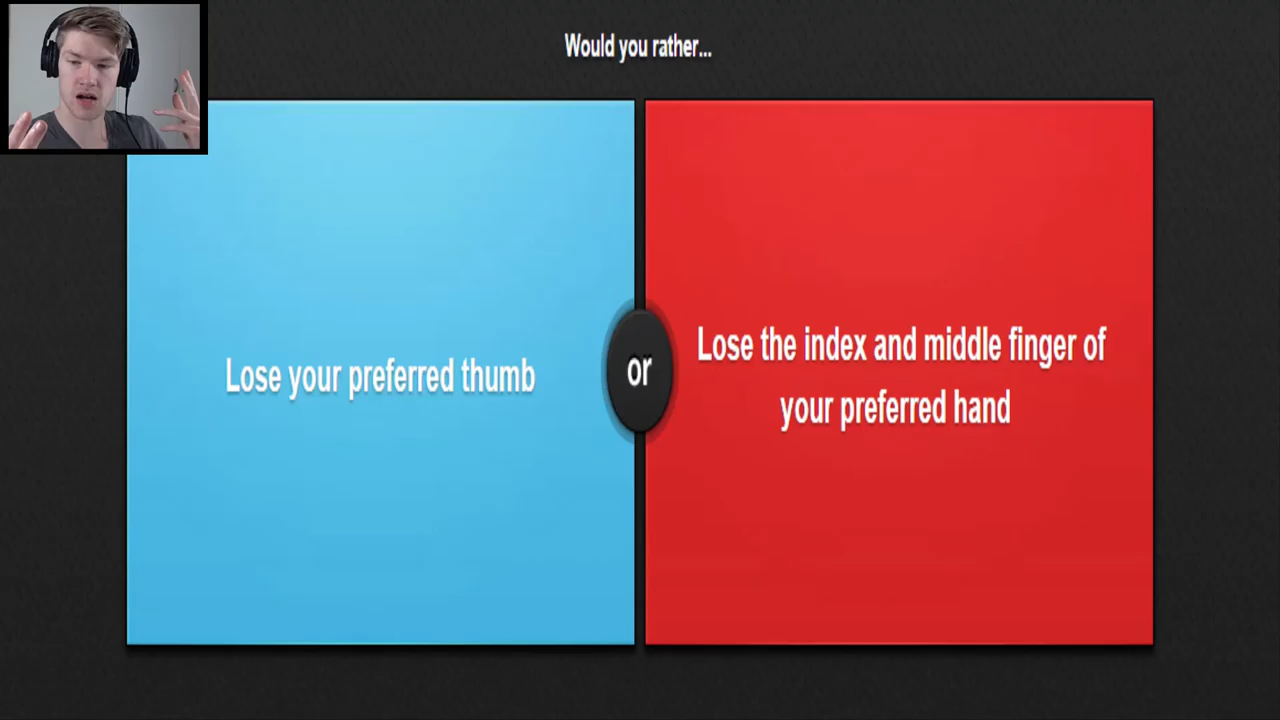 Would you rather...
Lose your preferred thumb
or
Lose the index and middle finger of
your preferred hand